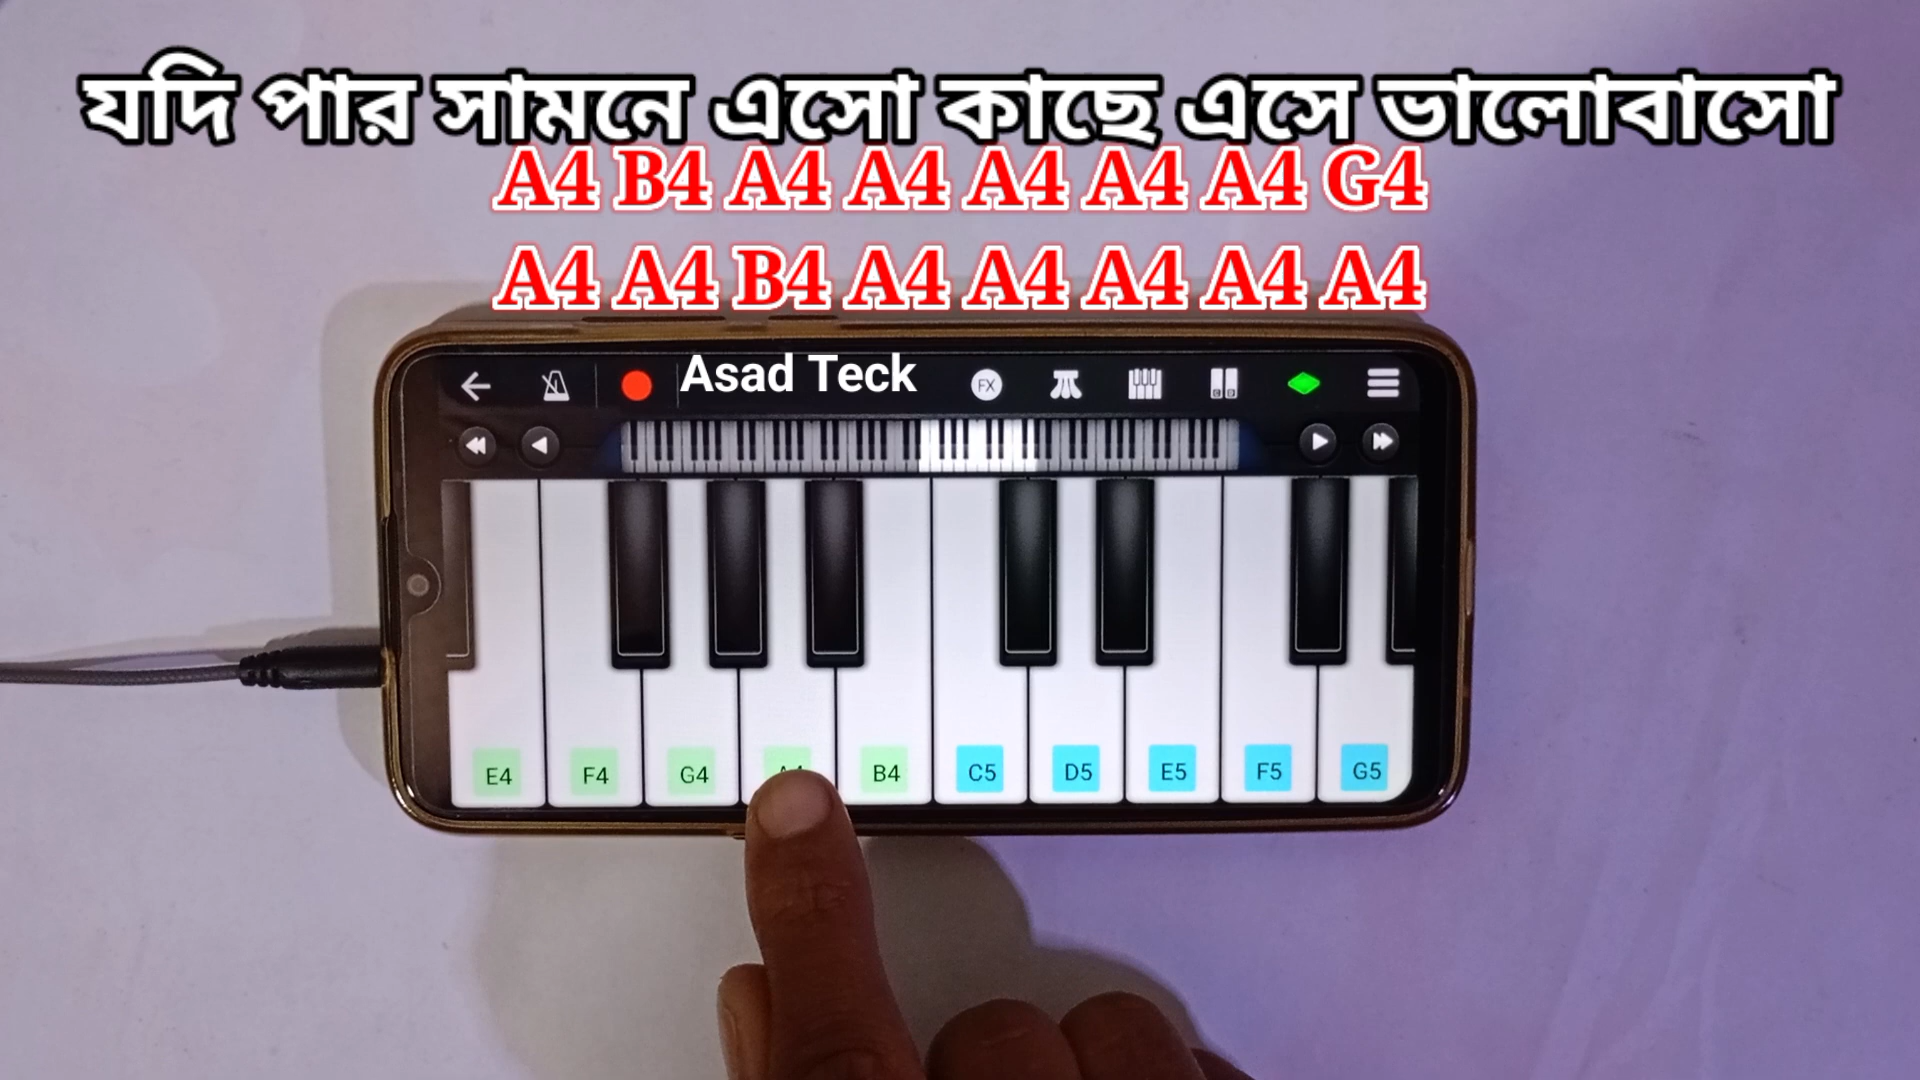 যদি পার সামনে এসো কাছে এসে ভালোবাসো
A4 B4 A4 A4 A4 A4 A4 G4
A4 A4 B4 A4 A4 A4 A4 A4
Asad Teck
FX
E4 F4 G4 A4 B4 C5 D5 E5 F5 G5